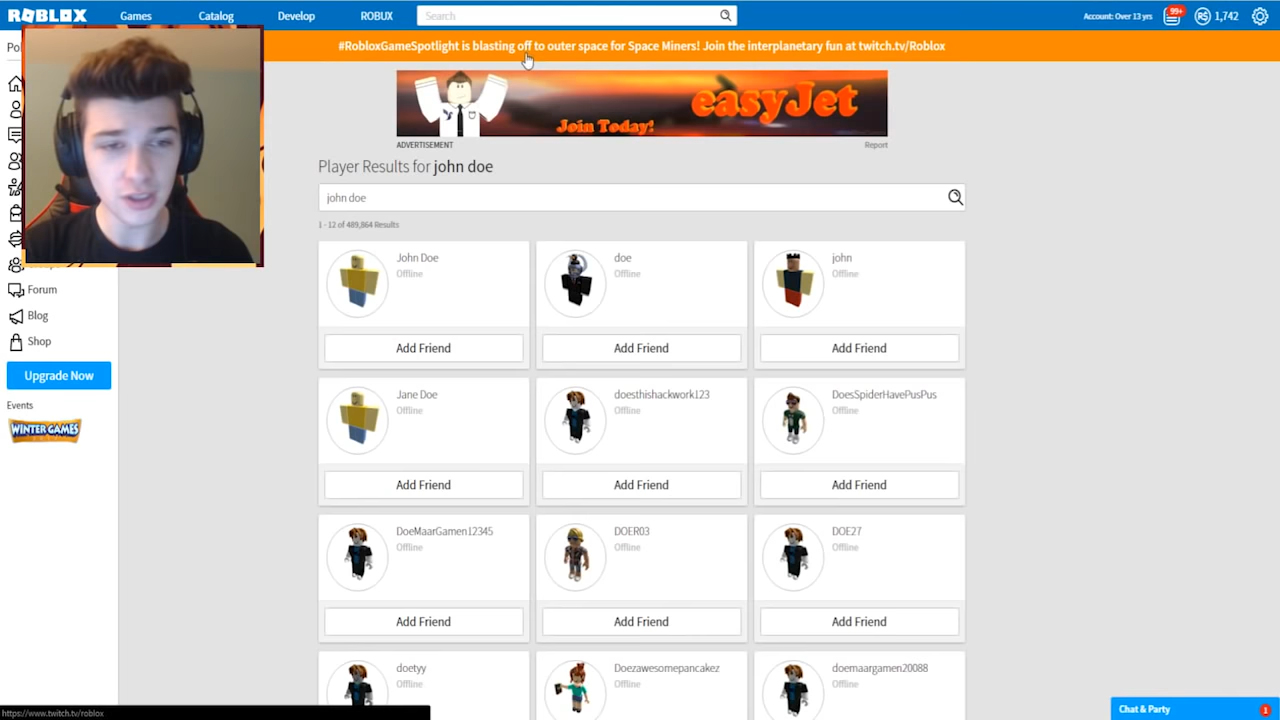 ROBLOX Games Catalog Develop ROBUX Search Account: Over 13 yrs 99+ R$ 1,742
#RobloxGameSpotlight is blasting off to outer space for Space Miners! Join the interplanetary fun at twitch.tv/Roblox
easyJet
Join Today!
ADVERTISEMENT Report
Player Results for john doe
john doe
1 - 12 of 489,864 Results
John Doe
Offline
Add Friend
doe
Offline
Add Friend
john
Offline
Add Friend
Jane Doe
Offline
Add Friend
doesthishackwork123
Offline
Add Friend
DoesSpiderHavePusPus
Offline
Add Friend
DoeMaarGamen12345
Offline
Add Friend
DOER03
Offline
Add Friend
DOE27
Offline
Add Friend
doetyy
Offline
Doezawesomepancakez
Offline
doemaargamen20088
Offline
Forum
Blog
Shop
Upgrade Now
Events
WINTER GAMES
https://www.twitch.tv/roblox
Chat & Party 1